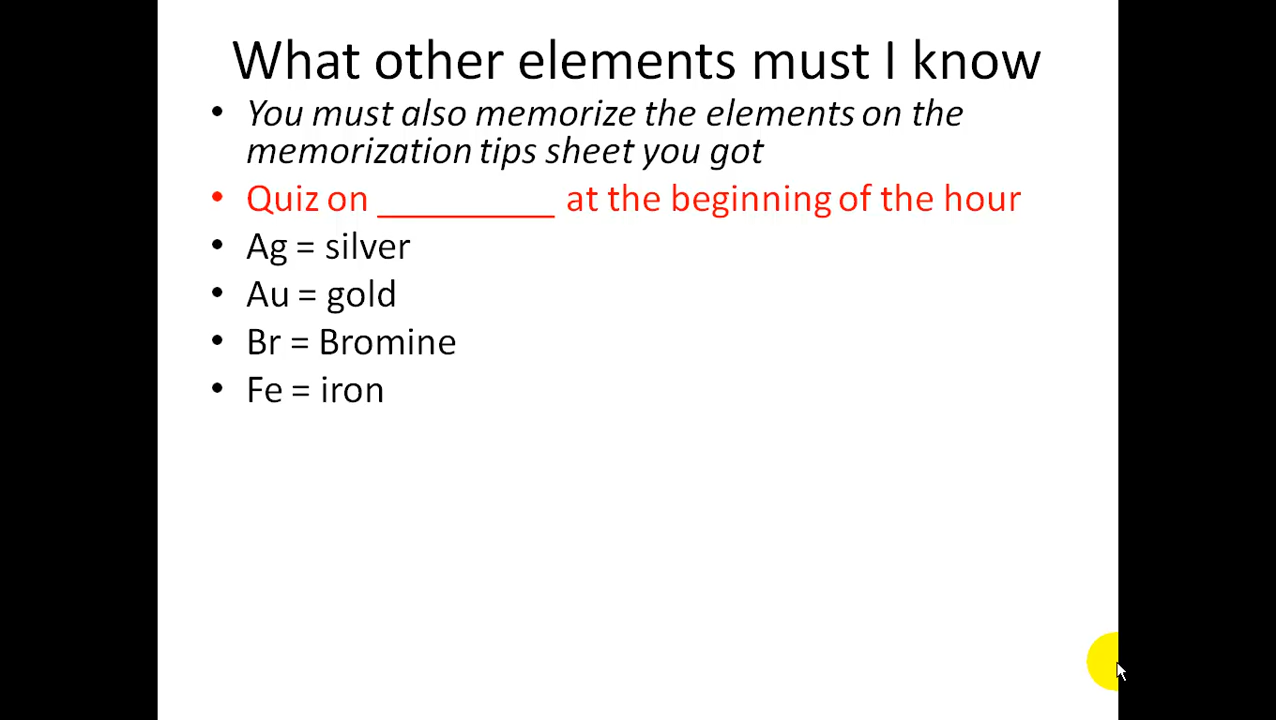 What other elements must I know
• You must also memorize the elements on the
memorization tips sheet you got
• Quiz on _________ at the beginning of the hour
• Ag = silver
• Au = gold
• Br = Bromine
• Fe = iron